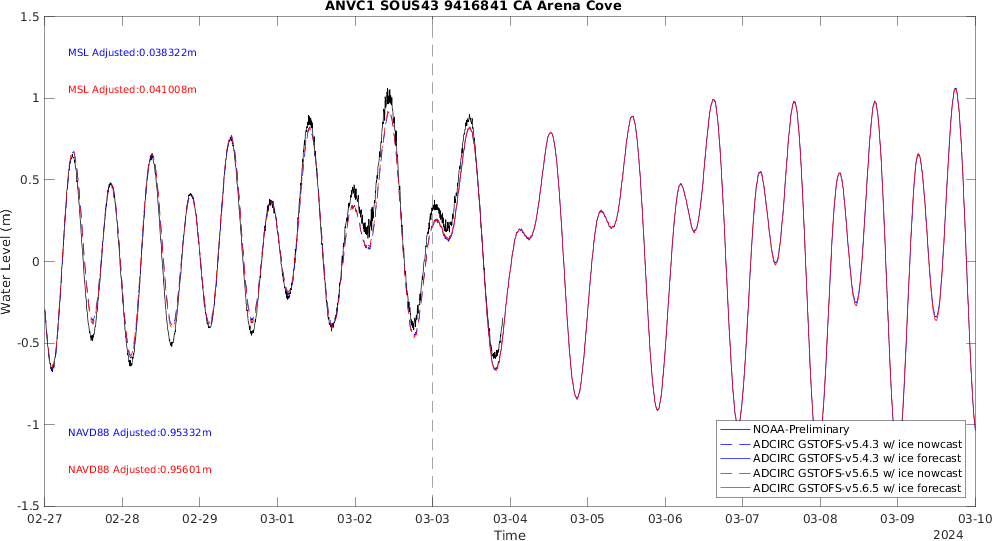 ANVC1 SOUS43 9416841 CA Arena Cove
1.5
MSL Adjusted:0.038322m
MSL Adjusted:0.041008m
1
0.5
0
-0.5
-1
-1.5
Water Level (m)
NAVD88 Adjusted:0.95332m
NAVD88 Adjusted:0.95601m
NOAA-Preliminary
ADCIRC GSTOFS-v5.4.3 w/ ice nowcast
ADCIRC GSTOFS-v5.4.3 w/ ice forecast
ADCIRC GSTOFS-v5.6.5 w/ ice nowcast
ADCIRC GSTOFS-v5.6.5 w/ ice forecast
02-27 02-28 02-29 03-01 03-02 03-03 03-04 03-05 03-06 03-07 03-08 03-09 03-10
Time
2024